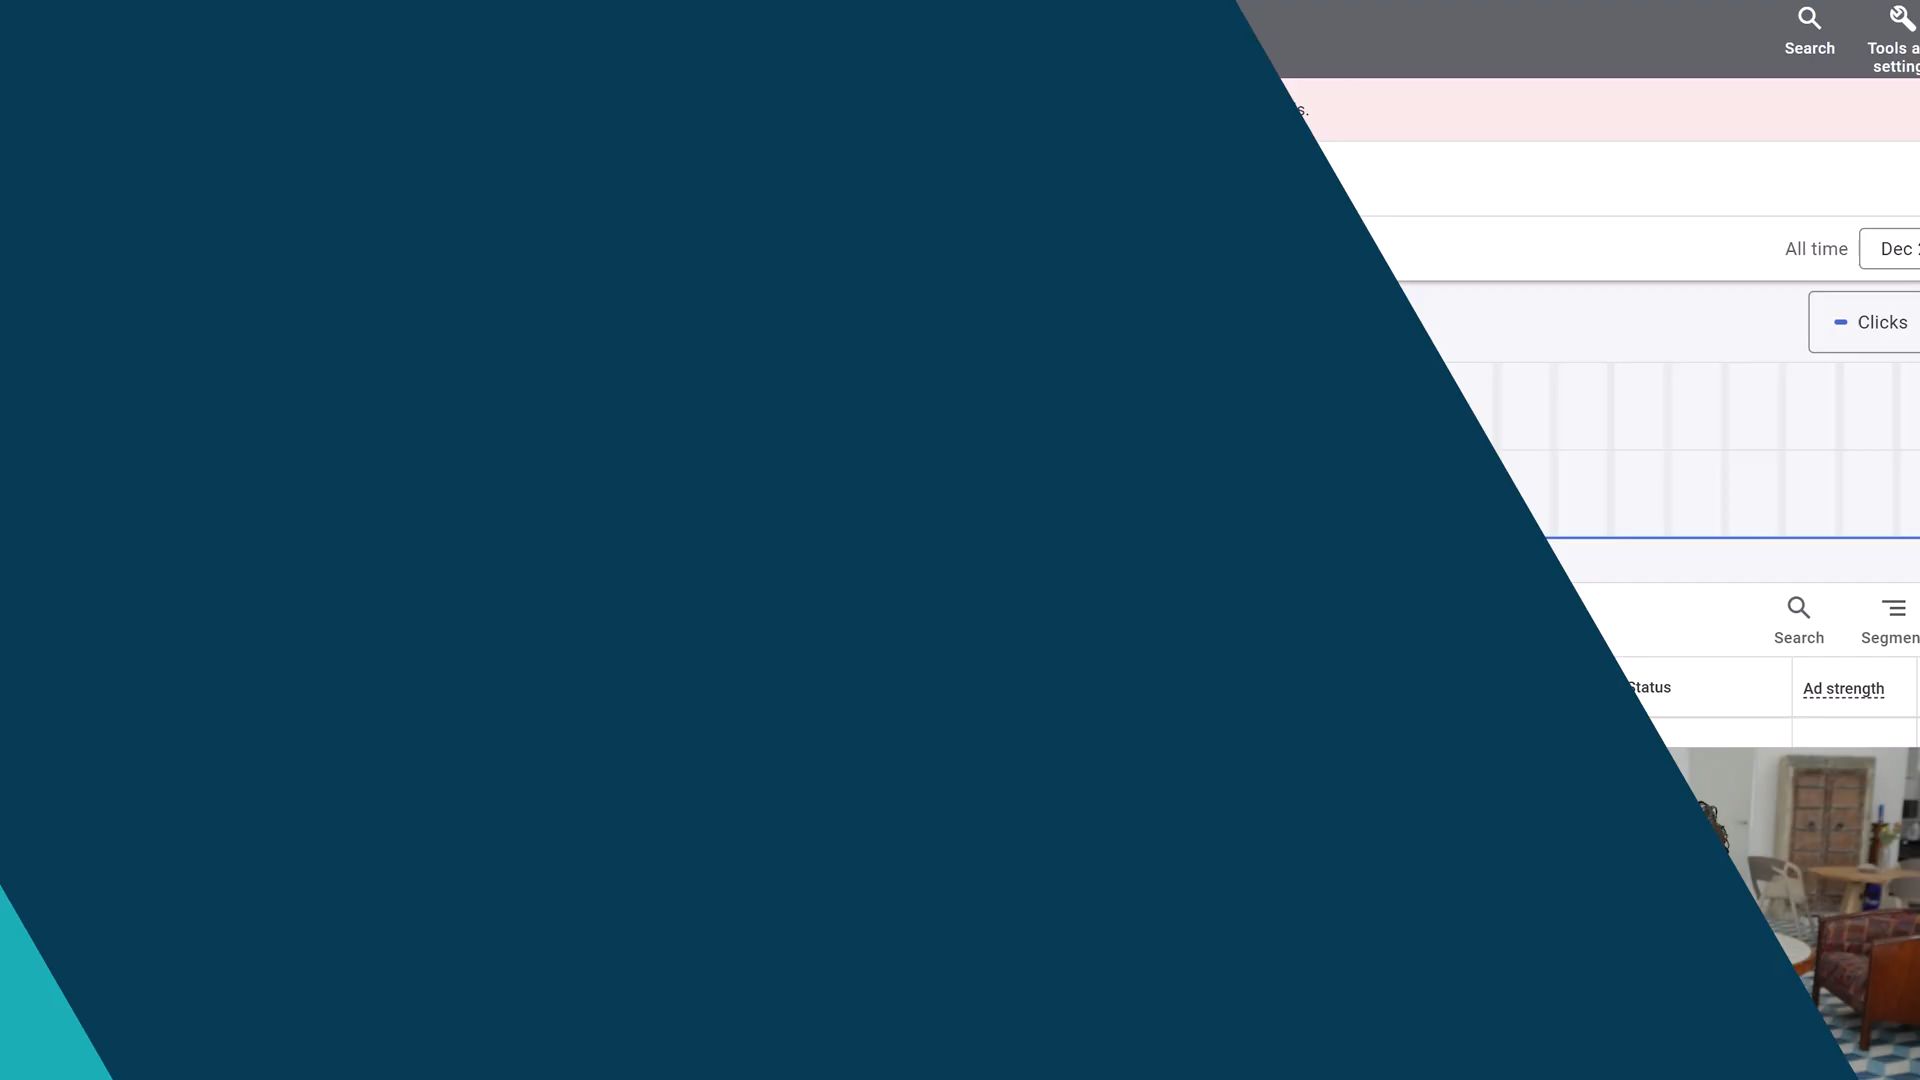 Search
Tools a
setting
s.
All time
Dec
Clicks
Search
Segmen
Status
Ad strength